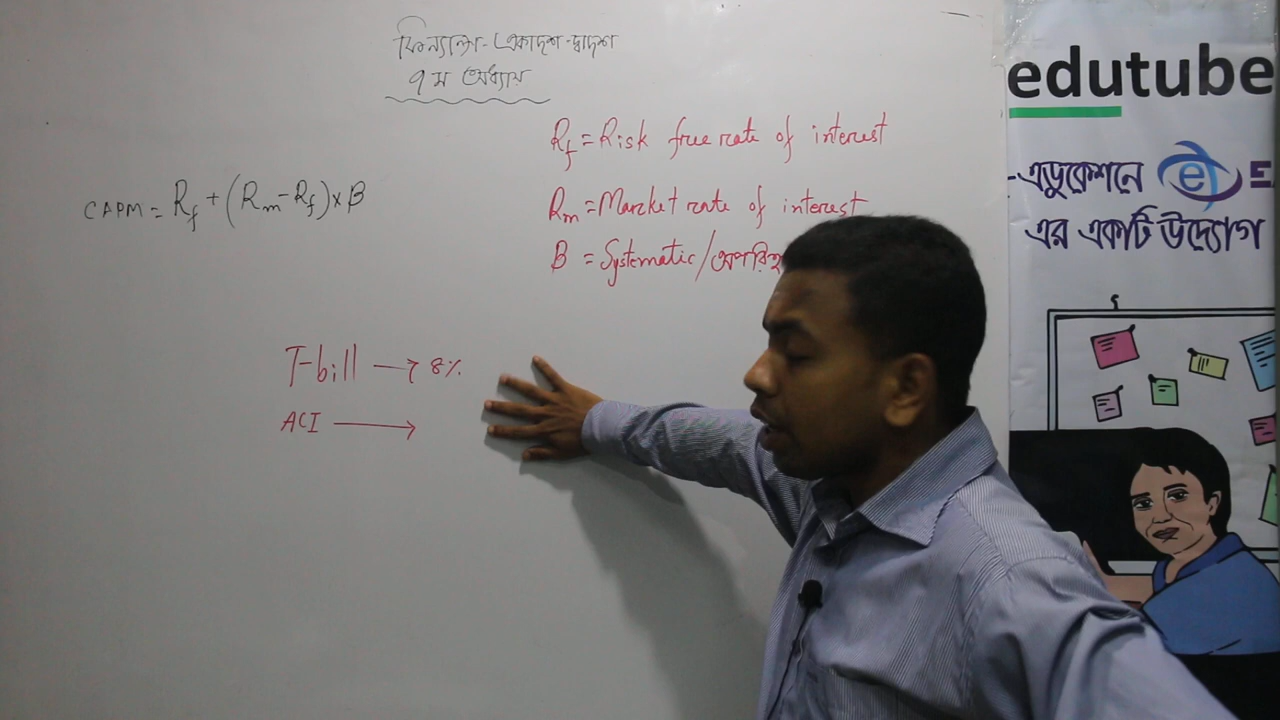 ফিন্যান্স-একাদশ-দ্বাদশ
৭ম অধ্যায়
CAPM = Rf + (Rm - Rf) × β
Rf = Risk free rate of interest
Rm = Market rate of interest
B = Systematic/
T-bill → 8%
ACI →
edutube
-এডুকেশনে
এর একটি উদ্যোগ